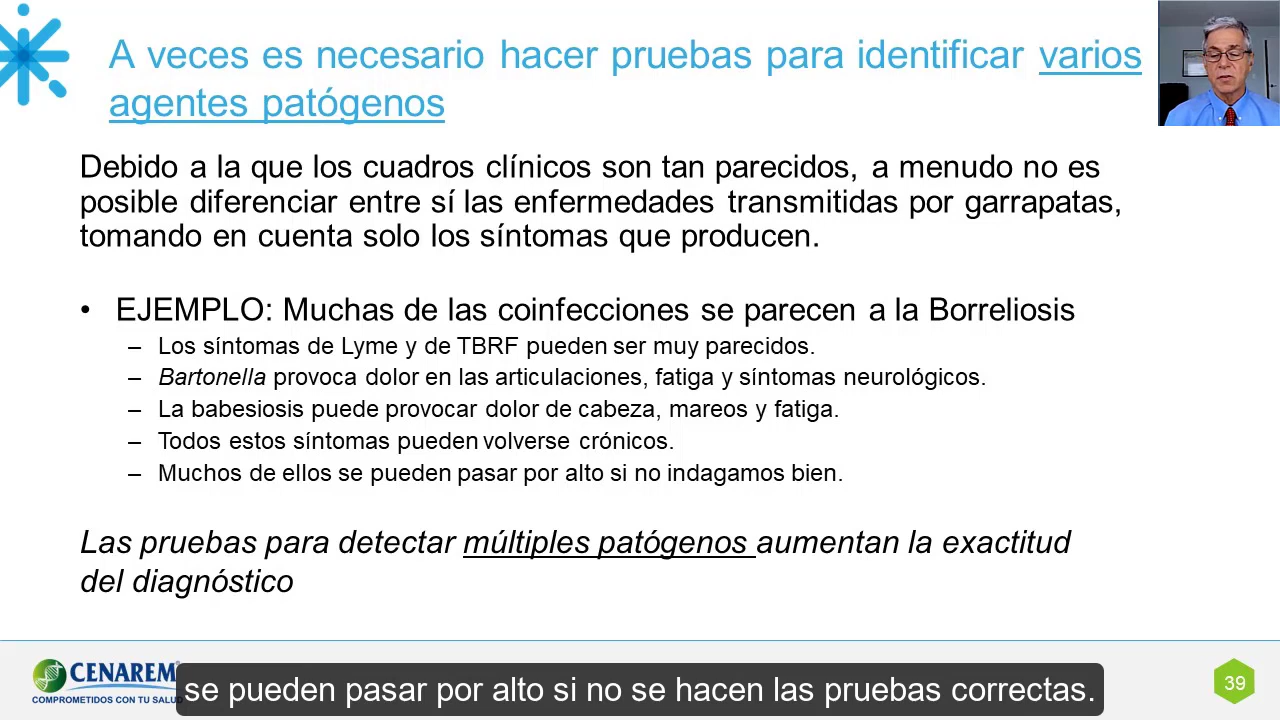 A veces es necesario hacer pruebas para identificar varios
agentes patógenos
Debido a la que los cuadros clínicos son tan parecidos, a menudo no es
posible diferenciar entre sí las enfermedades transmitidas por garrapatas,
tomando en cuenta solo los síntomas que producen.
• EJEMPLO: Muchas de las coinfecciones se parecen a la Borreliosis
– Los síntomas de Lyme y de TBRF pueden ser muy parecidos.
– Bartonella provoca dolor en las articulaciones, fatiga y síntomas neurológicos.
– La babesiosis puede provocar dolor de cabeza, mareos y fatiga.
– Todos estos síntomas pueden volverse crónicos.
– Muchos de ellos se pueden pasar por alto si no indagamos bien.
Las pruebas para detectar múltiples patógenos aumentan la exactitud
del diagnóstico
CENAREM
COMPROMETIDOS CON TU SALUD
se pueden pasar por alto si no se hacen las pruebas correctas.
39